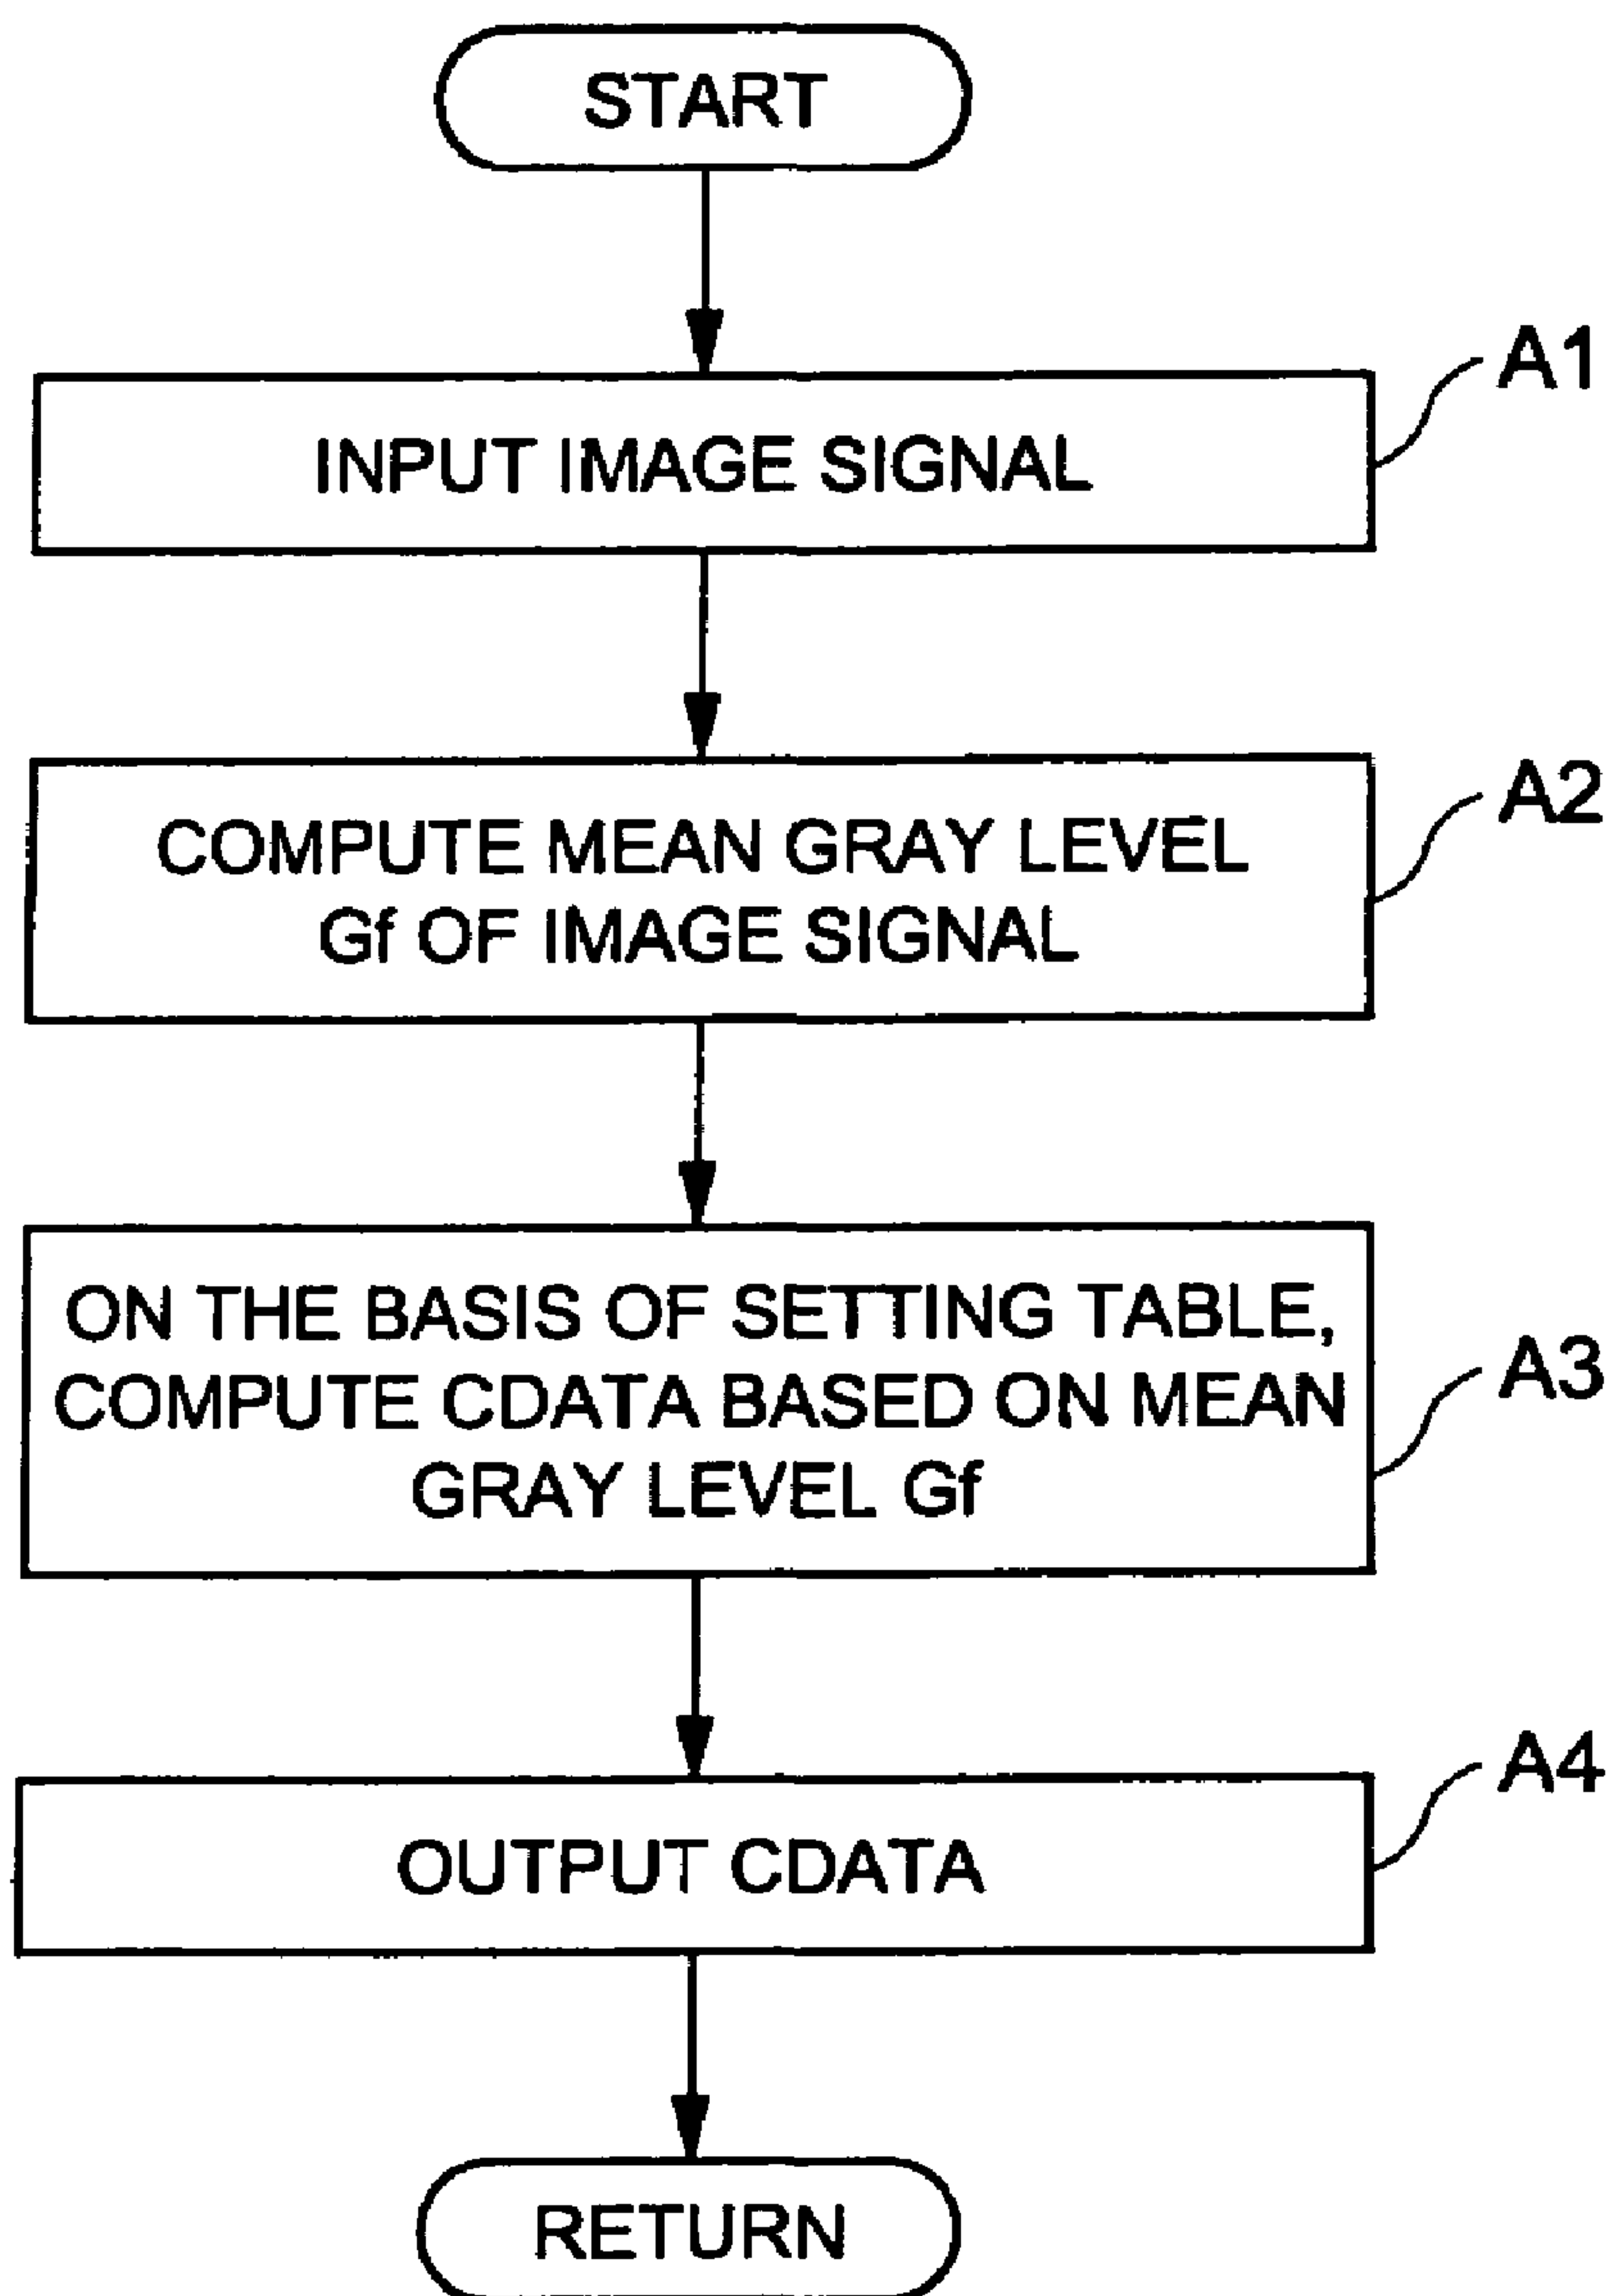 START
A1
INPUT IMAGE SIGNAL
A2
COMPUTE MEAN GRAY LEVEL
Gf OF IMAGE SIGNAL
A3
ON THE BASIS OF SETTING TABLE,
COMPUTE CDATA BASED ON MEAN
GRAY LEVEL Gf
A4
OUTPUT CDATA
RETURN